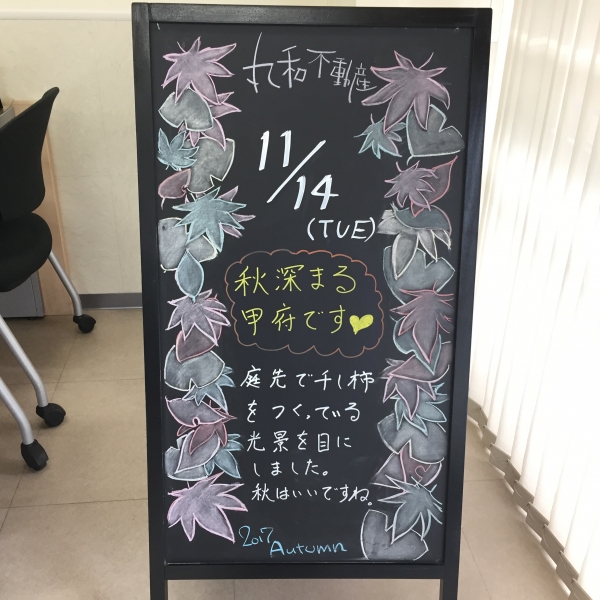 丸和不動産
11/14
(TUE)
秋深まる
甲府です
庭先で干し柿
をつくっている
光景を目に
しました。
秋はいいですね。
2017 Autumn